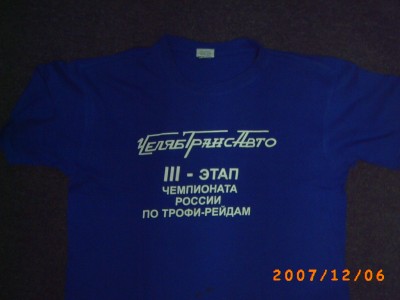 ЧЕЛЯБТРАНСАВТО
III - ЭТАП
ЧЕМПИОНАТА
РОССИИ
ПО ТРОФИ-РЕЙДАМ
2007/12/06